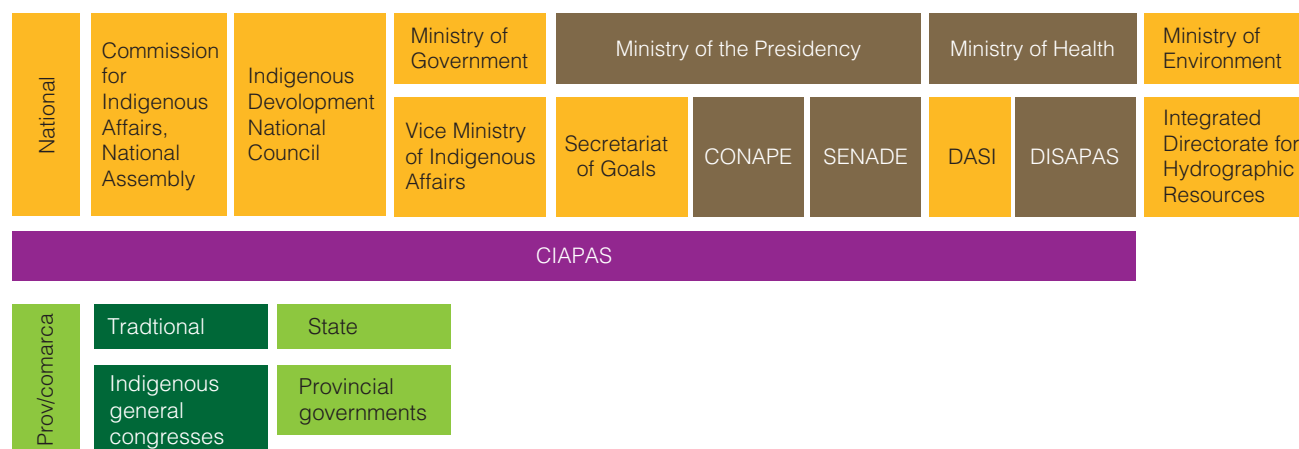 National
Commission
for
Indigenous
Affairs,
National
Assembly
Indigenous
Devolopment
National
Council
Ministry of
Government
Vice Ministry
of Indigenous
Affairs
Ministry of the Presidency
Secretariat
of Goals
CONAPE
SENADE
Ministry of Health
DASI
DISAPAS
Ministry of
Environment
Integrated
Directorate for
Hydrographic
Resources
CIAPAS
Prov/comarca
Tradtional
State
Indigenous
general
congresses
Provincial
governments